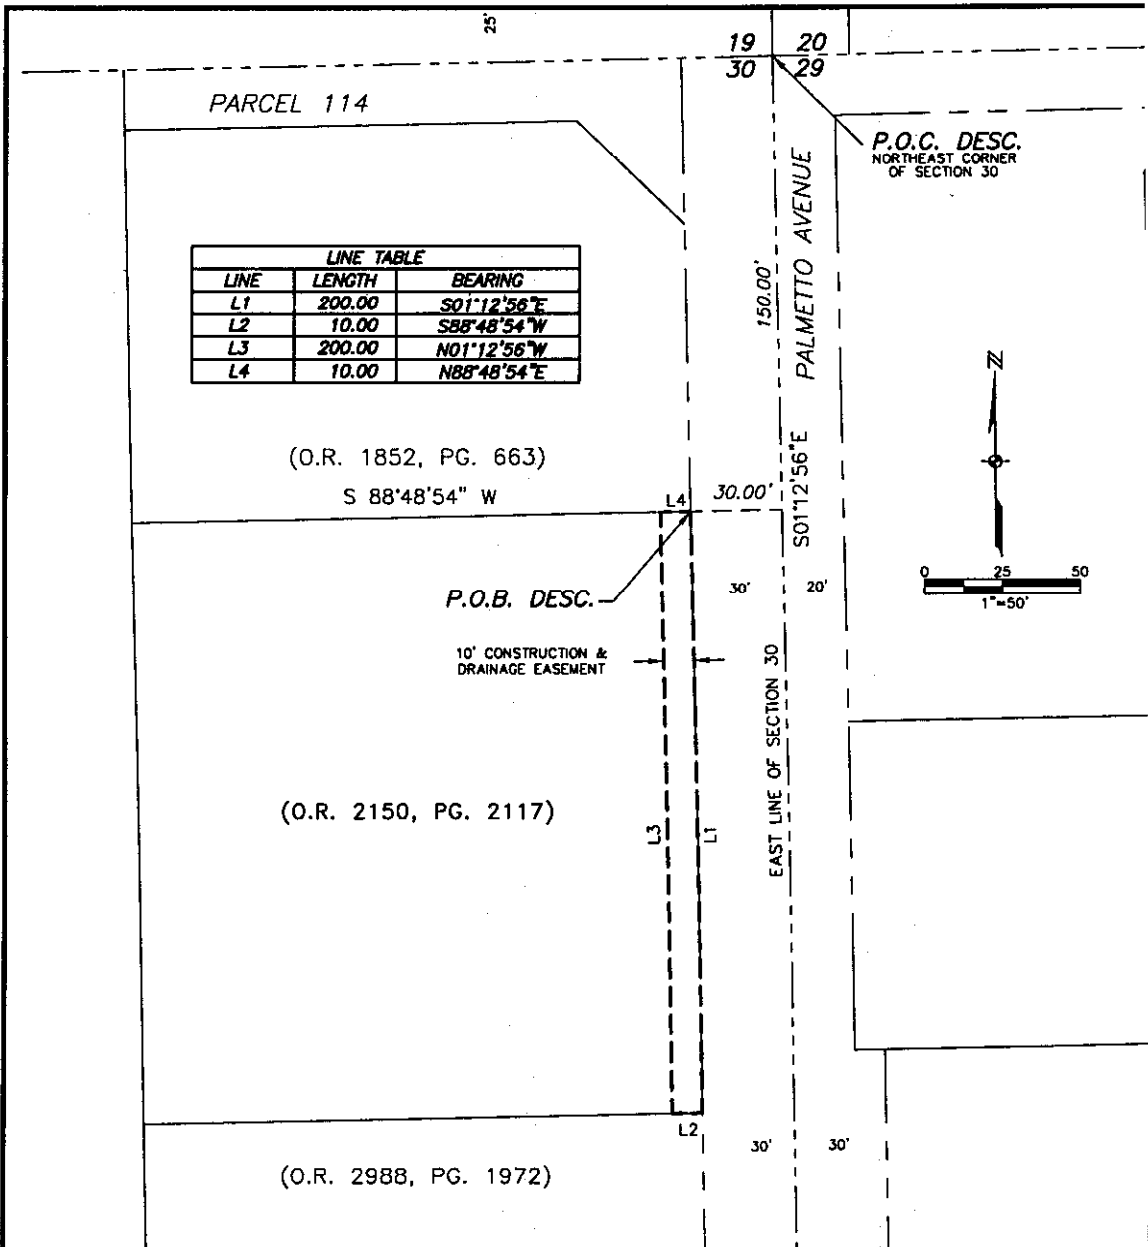 25'
19 20
30 29
PARCEL 114
P.O.C. DESC.
NORTHEAST CORNER
OF SECTION 30
PALMETTO AVENUE
150.00'
LINE TABLE
LINE LENGTH BEARING
L1 200.00 S01°12'56"E
L2 10.00 S88°48'54"W
L3 200.00 N01°12'56"W
L4 10.00 N88°48'54"E
N
(O.R. 1852, PG. 663)
S 88°48'54" W
L4
30.00'
S01°12'56"E
0 25 50
1"=50'
P.O.B. DESC.
30'
20'
10' CONSTRUCTION &
DRAINAGE EASEMENT
EAST LINE OF SECTION 30
(O.R. 2150, PG. 2117)
L3
L1
L2
30'
30'
(O.R. 2988, PG. 1972)